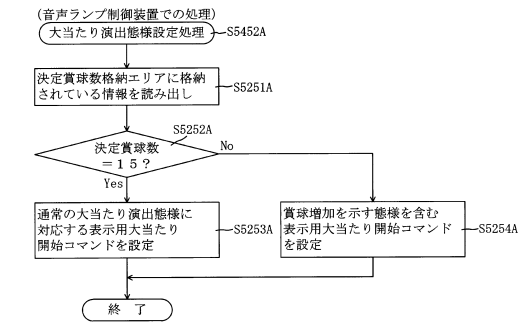 (音声ランプ制御装置での処理)
大当たり演出態様設定処理
S5452A
決定賞球数格納エリアに格納
されている情報を読み出し
S5251A
S5252A
決定賞球数
＝１５？
No
Yes
通常の大当たり演出態様に
対応する表示用大当たり
開始コマンドを設定
S5253A
賞球増加を示す態様を含む
表示用大当たり開始コマンド
を設定
S5254A
終 了